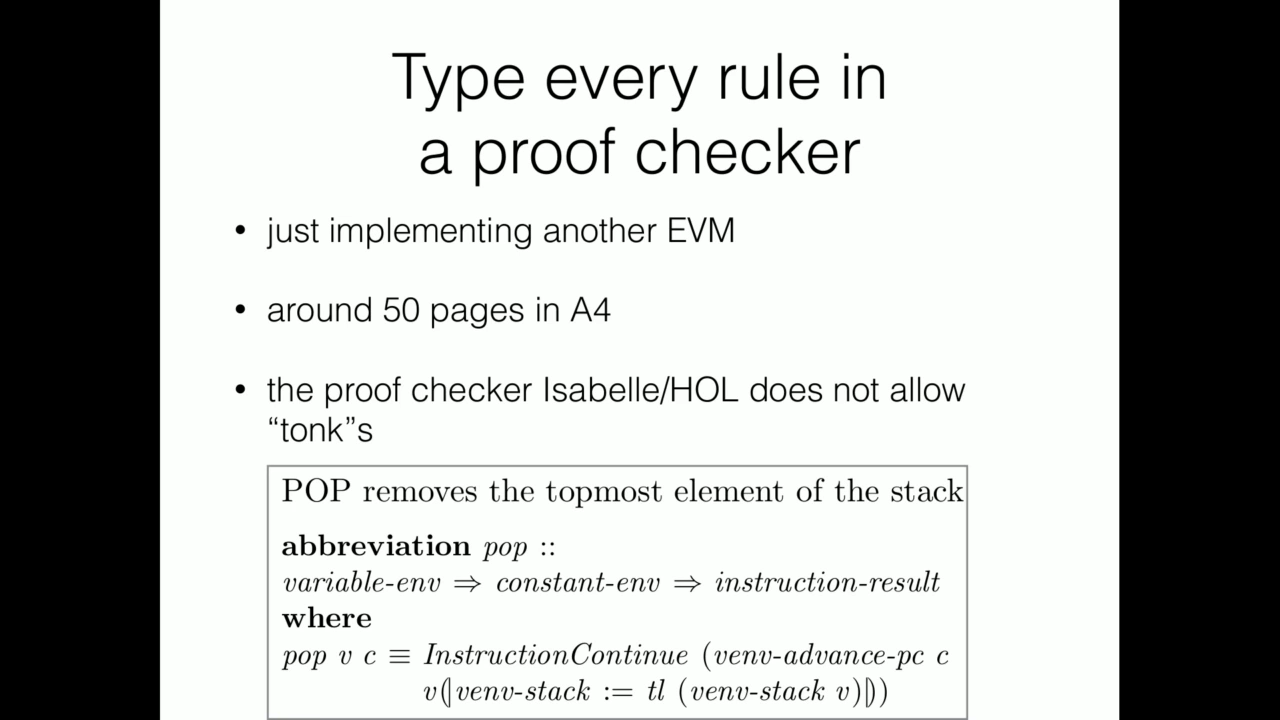 Type every rule in
a proof checker
• just implementing another EVM
• around 50 pages in A4
• the proof checker Isabelle/HOL does not allow
“tonk”s
POP removes the topmost element of the stack
abbreviation pop ::
variable-env ⇒ constant-env ⇒ instruction-result
where
pop v c ≡ InstructionContinue (venv-advance-pc c
v⦇venv-stack := tl (venv-stack v)⦈)